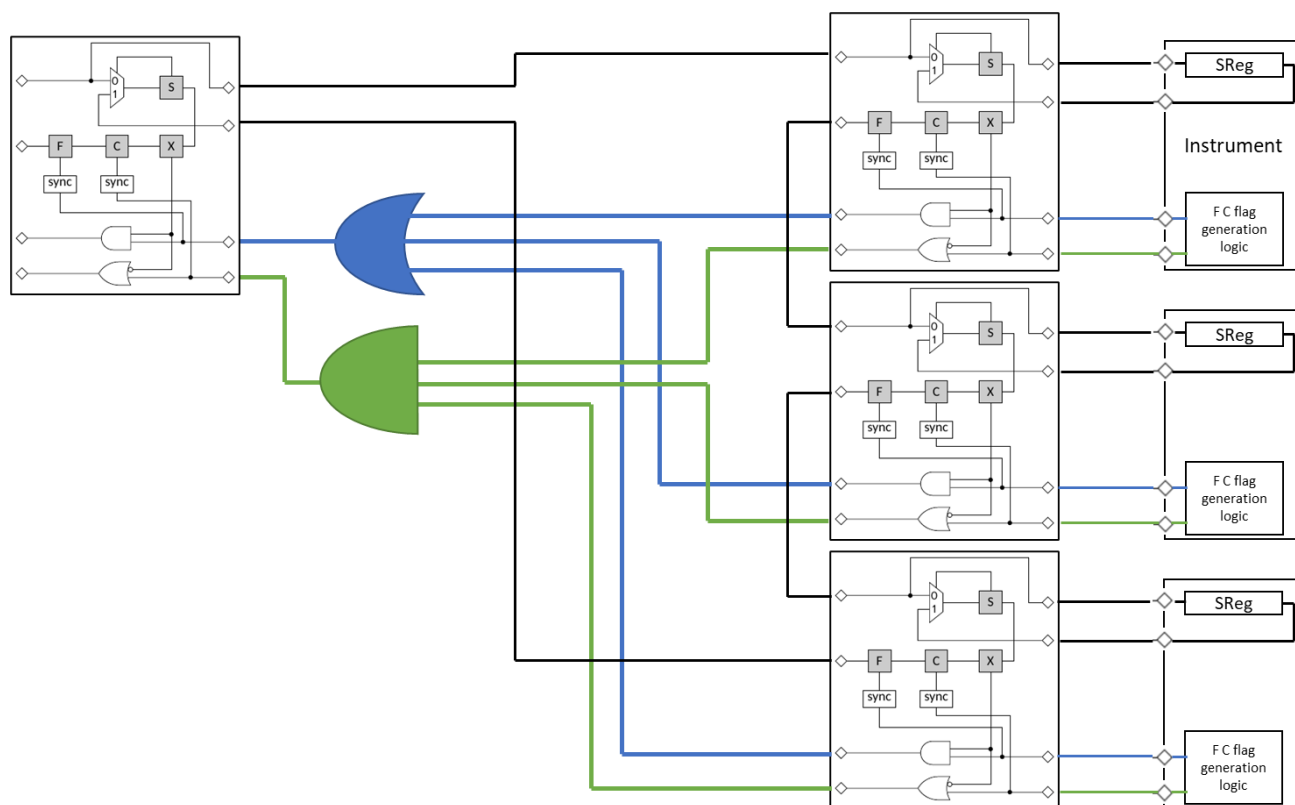 0
1
S
F
C
X
sync
sync
0
1
S
F
C
X
sync
sync
SReg
Instrument
F C flag
generation
logic
0
1
S
F
C
X
sync
sync
SReg
F C flag
generation
logic
0
1
S
F
C
X
sync
sync
SReg
F C flag
generation
logic